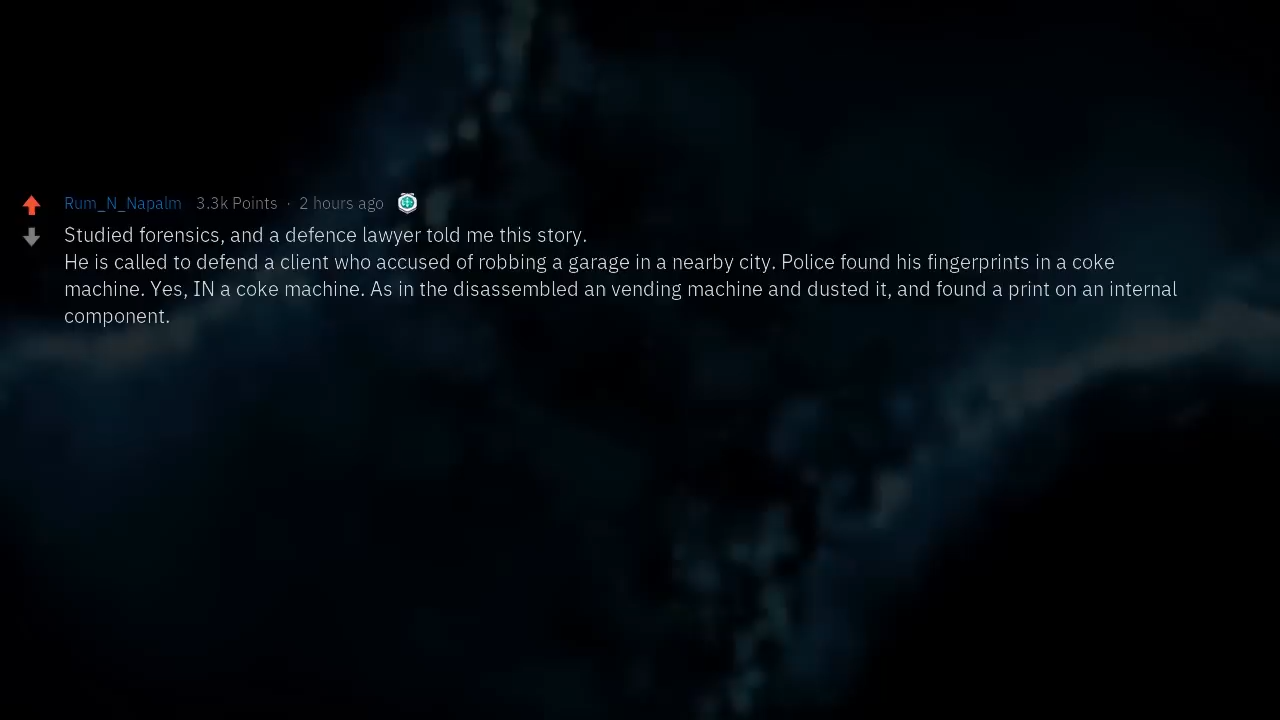 Rum_N_Napalm 3.3k Points · 2 hours ago
Studied forensics, and a defence lawyer told me this story.
He is called to defend a client who accused of robbing a garage in a nearby city. Police found his fingerprints in a coke
machine. Yes, IN a coke machine. As in the disassembled an vending machine and dusted it, and found a print on an internal
component.